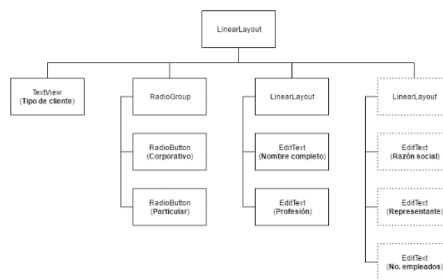 LinearLayout
TextView
(Tipo de cliente)
RadioGroup
RadioButton
(Corporativo)
RadioButton
(Particular)
LinearLayout
EditText
(Nombre completo)
EditText
(Profesión)
LinearLayout
EditText
(Razón social)
EditText
(Representante)
EditText
(No. empleados)